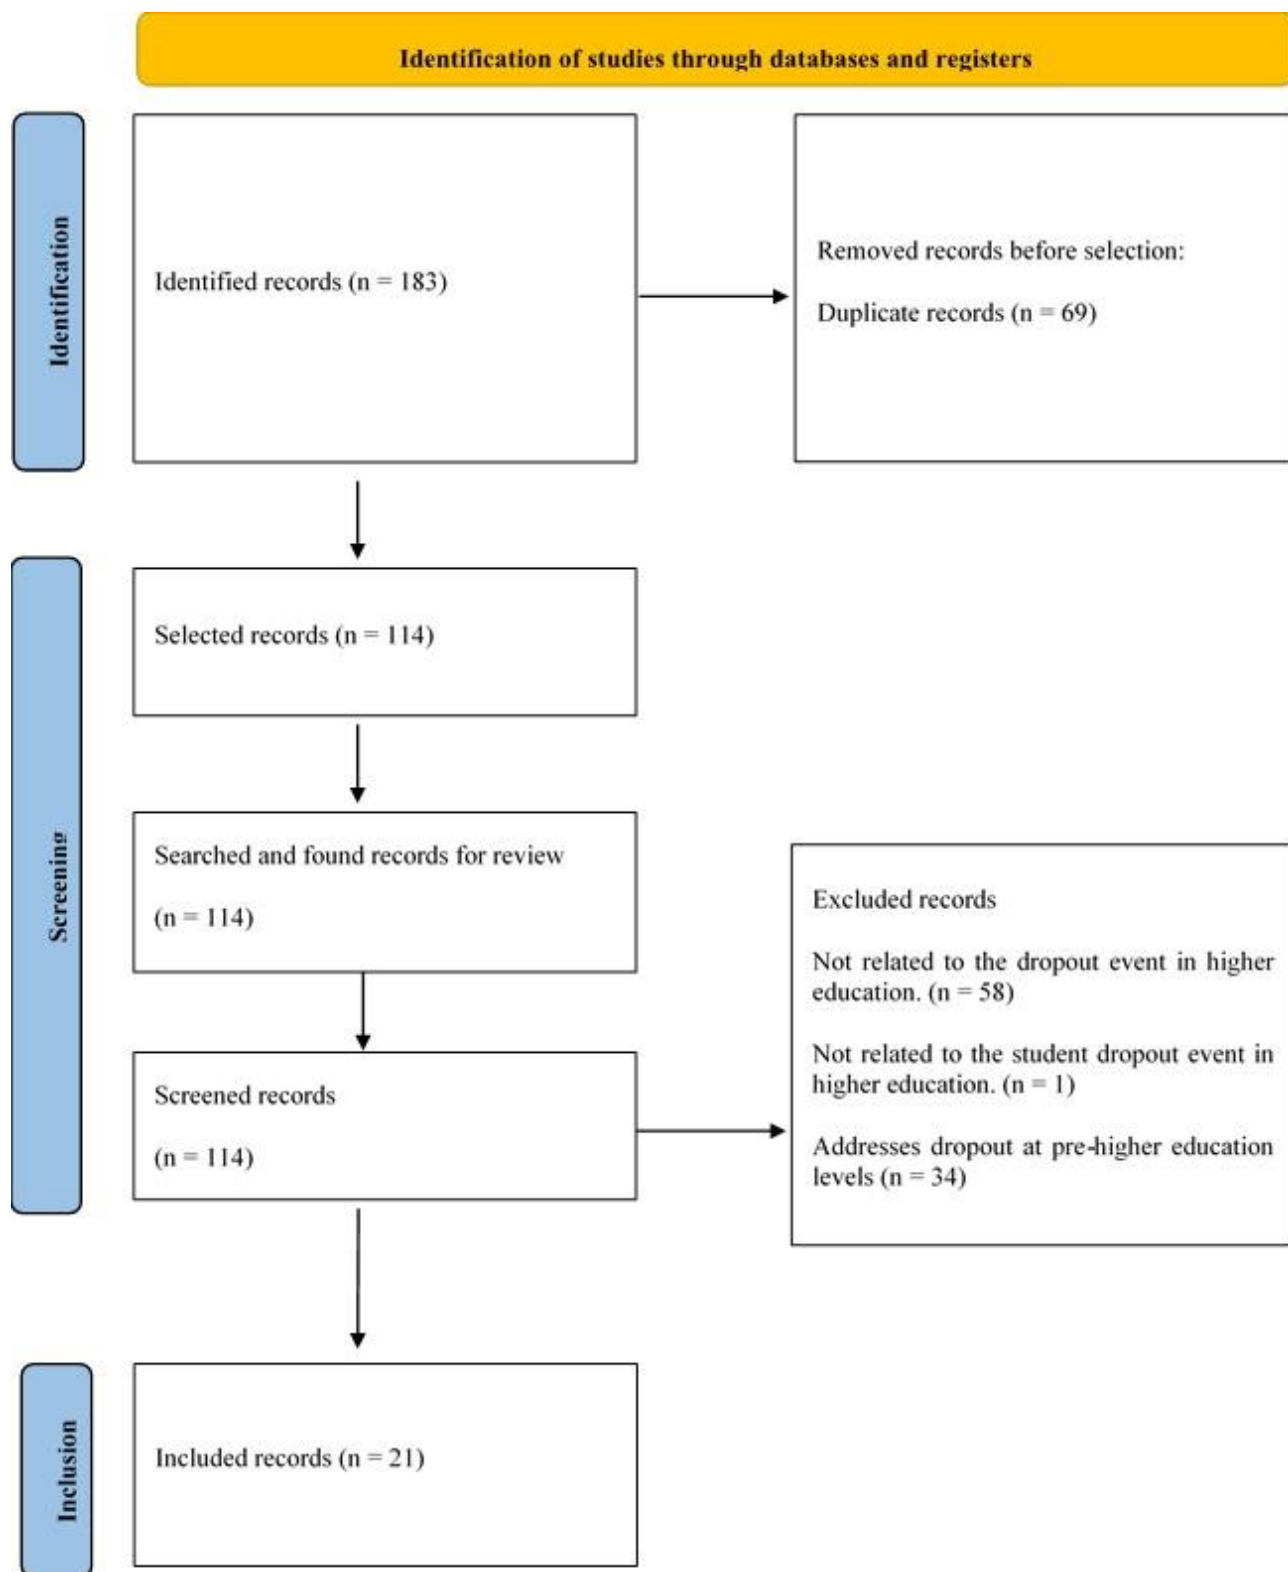 Identification of studies through databases and registers
Identification
Identified records (n = 183)
Removed records before selection:
Duplicate records (n = 69)
Screening
Selected records (n = 114)
Searched and found records for review
(n = 114)
Screened records
(n = 114)
Excluded records
Not related to the dropout event in higher
education. (n = 58)
Not related to the student dropout event in
higher education. (n = 1)
Addresses dropout at pre-higher education
levels (n = 34)
Inclusion
Included records (n = 21)